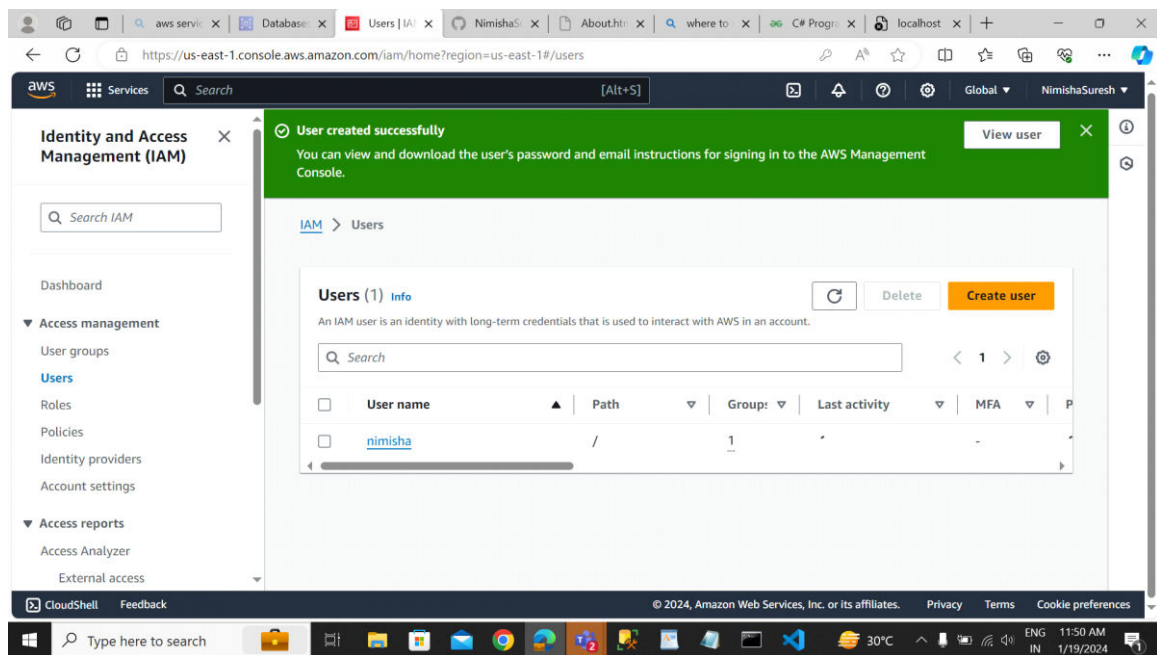 aws servic
Database
Users | IA
NimishaS
About.htn
where to
C# Progra
localhost
https://us-east-1.console.aws.amazon.com/iam/home?region=us-east-1#/users
aws
Services
Search
[Alt+S]
Global
NimishaSuresh
Identity and Access
Management (IAM)
Search IAM
Dashboard
Access management
User groups
Users
Roles
Policies
Identity providers
Account settings
Access reports
Access Analyzer
External access
User created successfully
You can view and download the user's password and email instructions for signing in to the AWS Management
Console.
View user
IAM > Users
Users (1) Info
Delete
Create user
An IAM user is an identity with long-term credentials that is used to interact with AWS in an account.
Search
1
User name Path Group: Last activity MFA P
nimisha / 1 -
CloudShell Feedback
© 2024, Amazon Web Services, Inc. or its affiliates. Privacy Terms Cookie preferences
Type here to search
30°C
ENG
IN
11:50 AM
1/19/2024